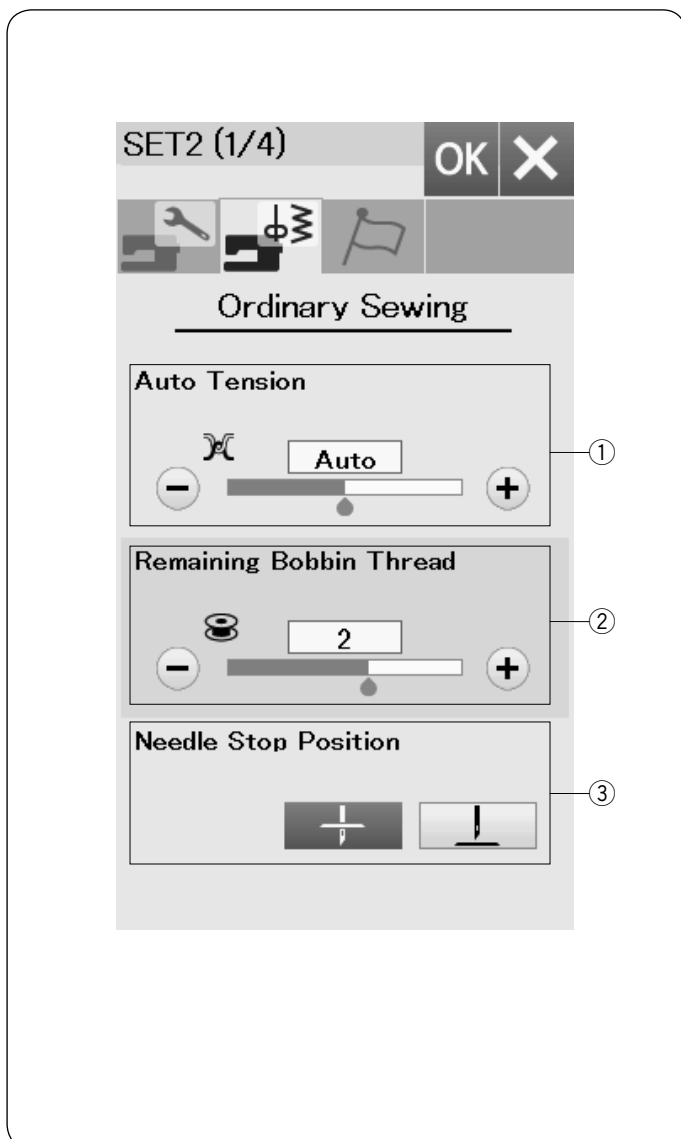 SET2 (1/4)
OK
Ordinary Sewing
Auto Tension
Auto
①
Remaining Bobbin Thread
2
②
Needle Stop Position
③